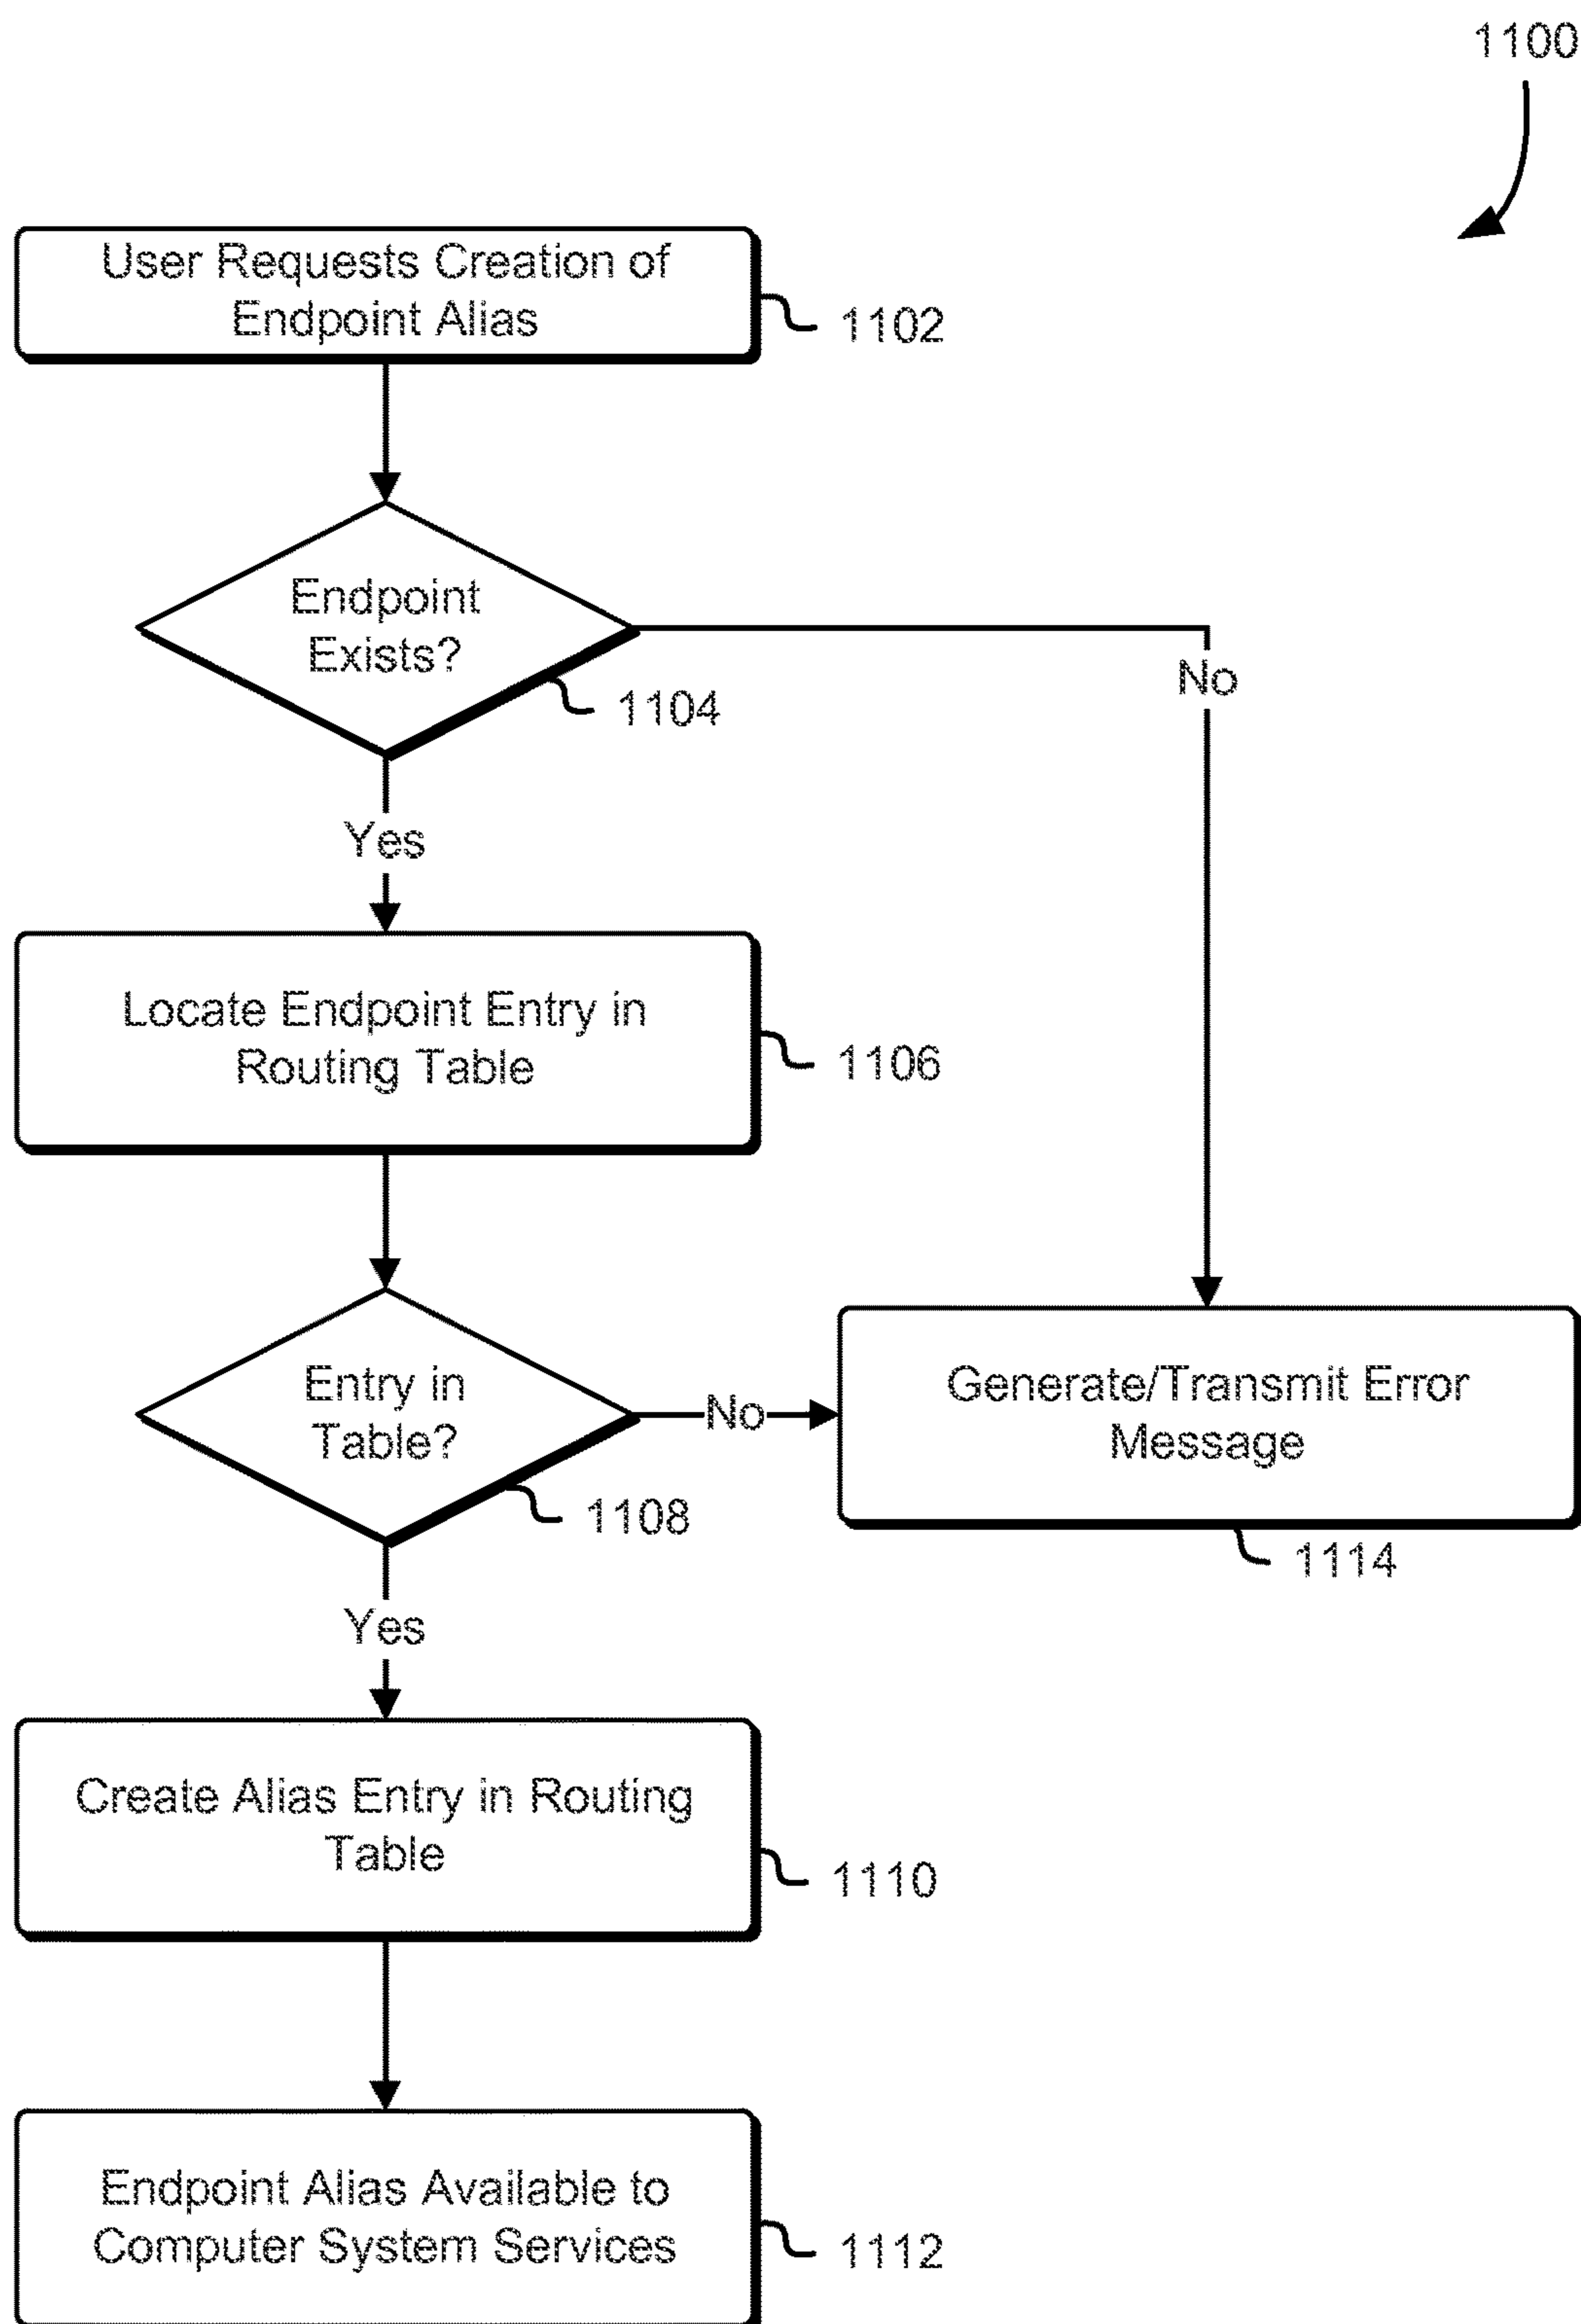 1100
User Requests Creation of
Endpoint Alias
1102
Endpoint
Exists?
1104
No
Yes
Locate Endpoint Entry in
Routing Table
1106
Entry in
Table?
No
1108
Generate/Transmit Error
Message
1114
Yes
Create Alias Entry in Routing
Table
1110
Endpoint Alias Available to
Computer System Services
1112